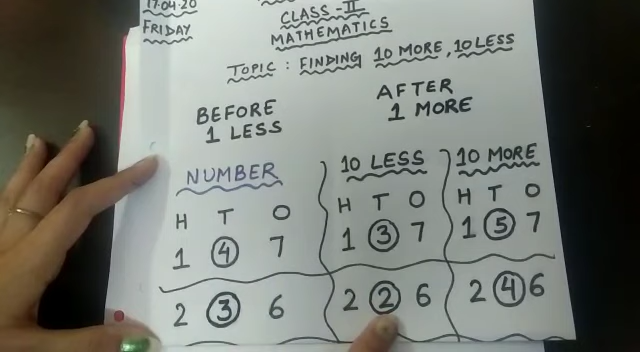 17.04.20
FRIDAY
CLASS - II
MATHEMATICS
TOPIC : FINDING 10 MORE, 10 LESS
BEFORE
1 LESS
AFTER
1 MORE
NUMBER
10 LESS
10 MORE
H T O
H T O
H T O
1 4 7
1 3 7
1 5 7
2 3 6
2 2 6
2 4 6